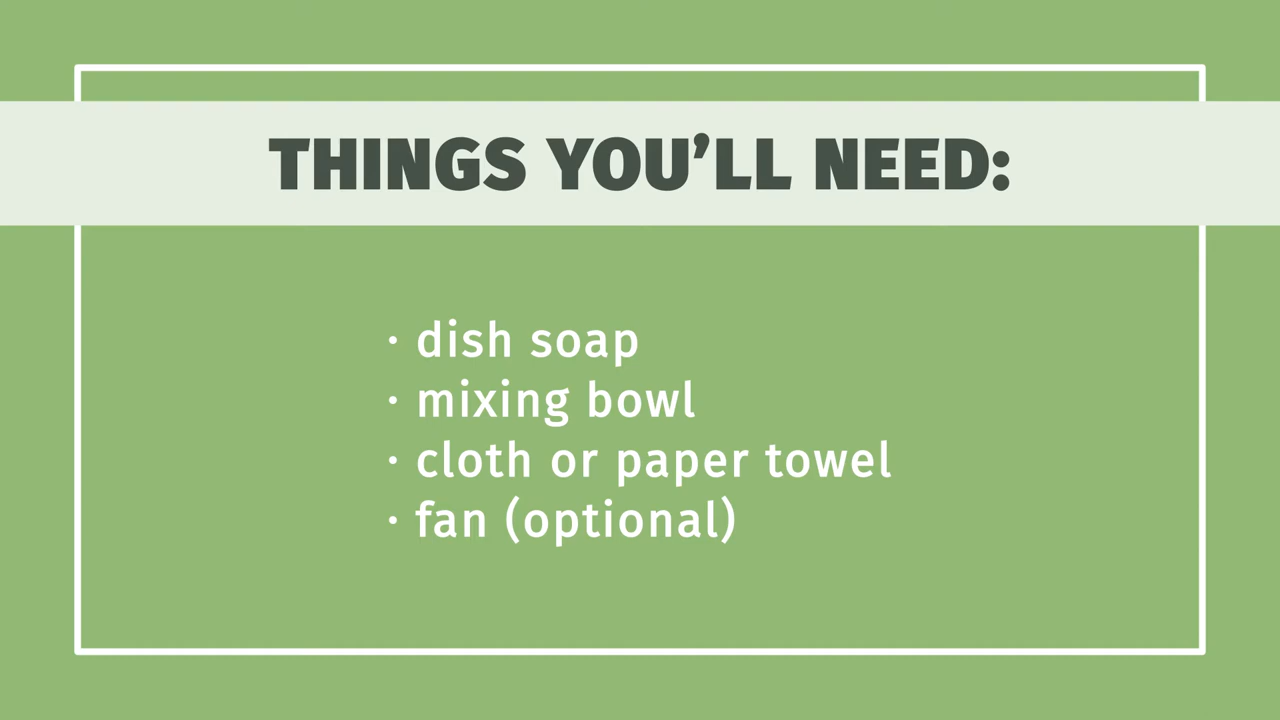 THINGS YOU’LL NEED:
· dish soap
· mixing bowl
· cloth or paper towel
· fan (optional)